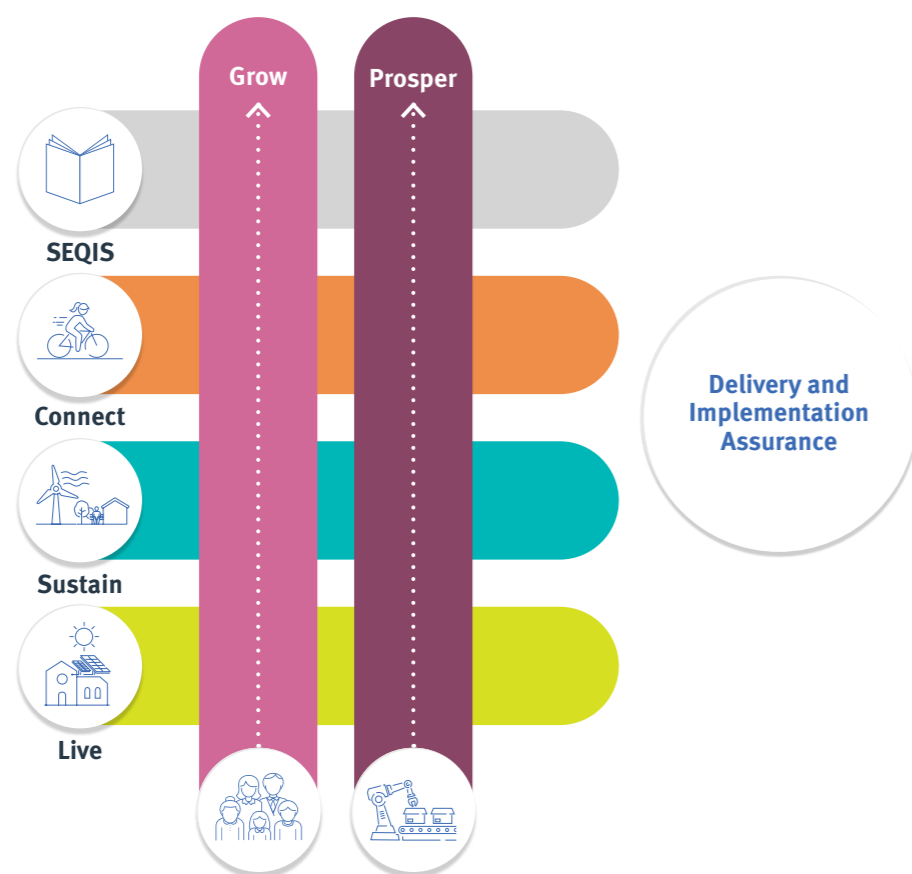 Grow
Prosper
SEQIS
Connect
Delivery and
Implementation
Assurance
Sustain
Live